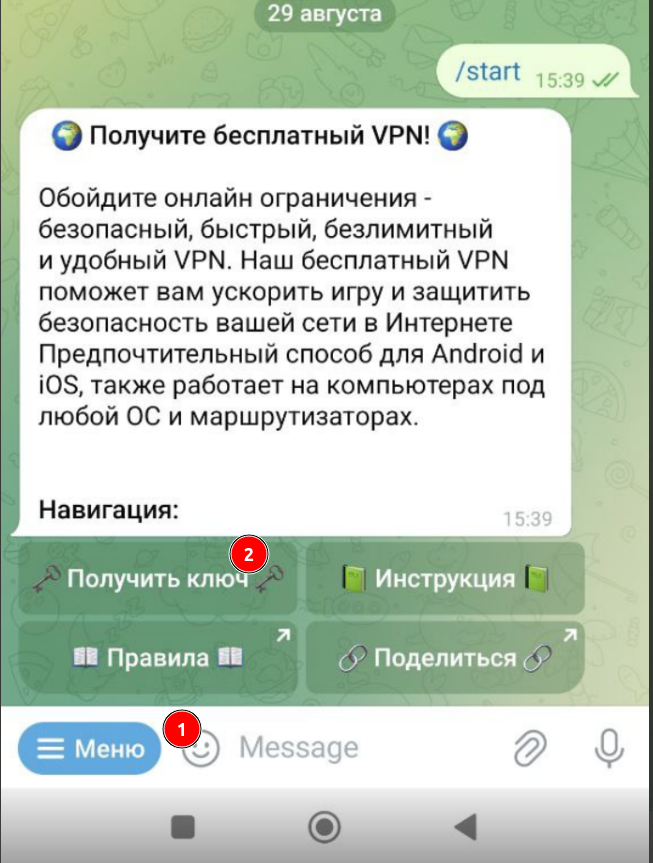 29 августа
/start 15:39
🌍 Получите бесплатный VPN! 🌍
Обойдите онлайн ограничения -
безопасный, быстрый, безлимитный
и удобный VPN. Наш бесплатный VPN
поможет вам ускорить игру и защитить
безопасность вашей сети в Интернете
Предпочтительный способ для Android и
iOS, также работает на компьютерах под
любой ОС и маршрутизаторах.
Навигация:
15:39
2
🗝 Получить ключ 🗝
📗 Инструкция 📗
📖 Правила 📖
🔗 Поделиться 🔗
1
Меню
Message